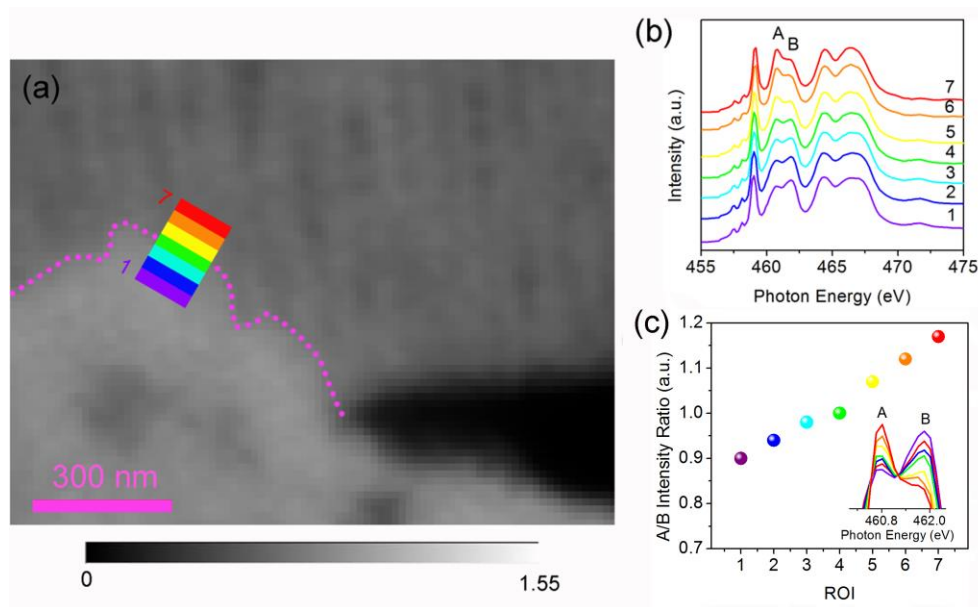 (a)
7
1
300 nm
0
1.55
(b)
A
B
7
6
5
4
3
2
1
Intensity (a.u.)
455 460 465 470 475
Photon Energy (eV)
(c)
A/B Intensity Ratio (a.u.)
1.2
1.1
1.0
0.9
0.8
0.7
A B
460.8 462.0
Photon Energy (eV)
1 2 3 4 5 6 7
ROI